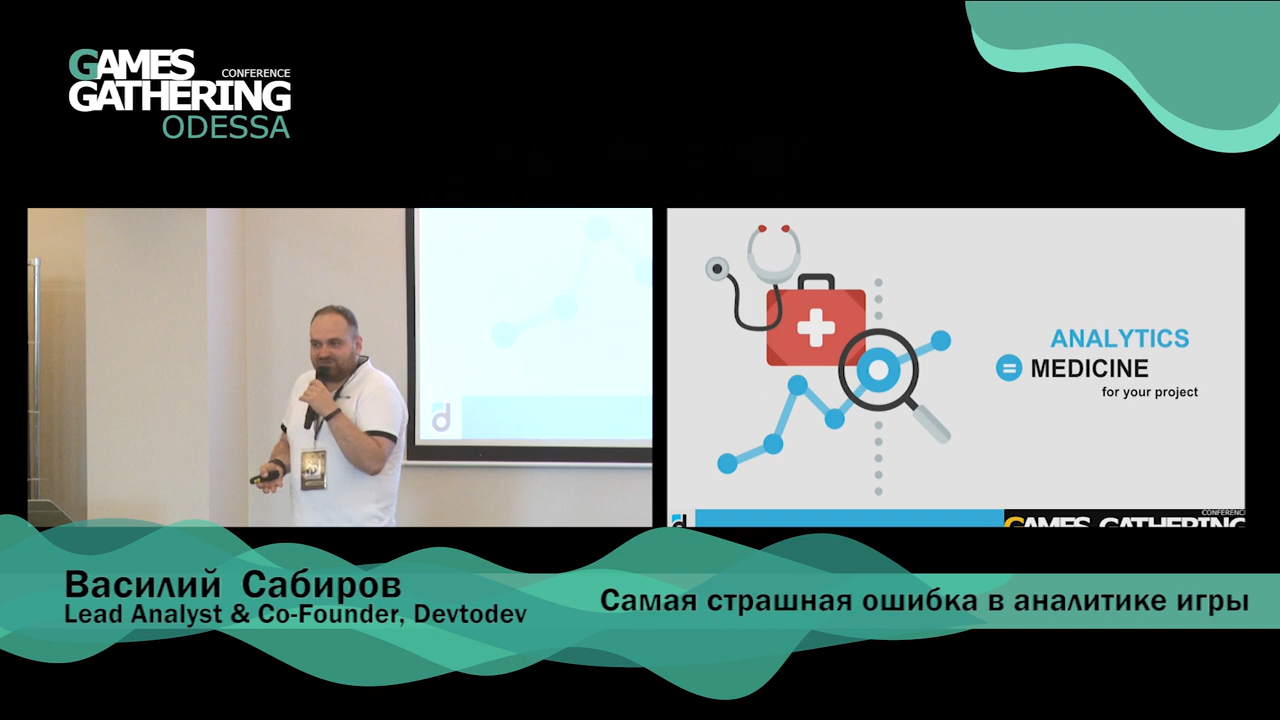 GAMES
CONFERENCE
GATHERING
ODESSA
ANALYTICS
= MEDICINE
for your project
d
d
CONFERENCE
GAMES GATHERING
Василий Сабиров
Lead Analyst & Co-Founder, Devtodev
Самая страшная ошибка в аналитике игры